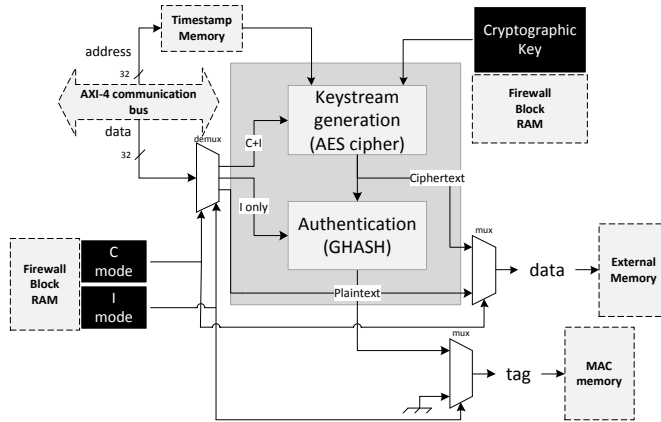 Timestamp
Memory
Cryptographic
Key
address
32
AXI-4 communication
bus
data
32
Firewall
Block
RAM
Keystream
generation
(AES cipher)
demux
C+I
Ciphertext
I only
Authentication
(GHASH)
mux
Firewall
Block
RAM
C
mode
I
mode
data
External
Memory
Plaintext
mux
tag
MAC
memory